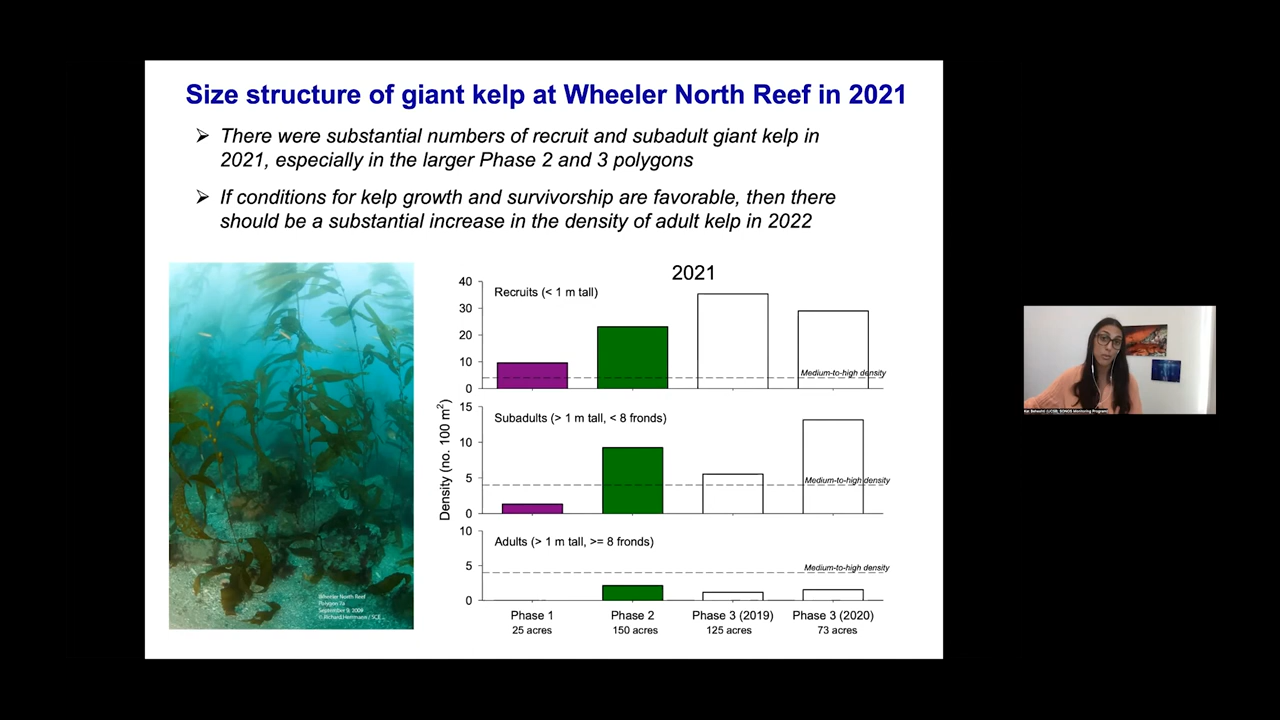 Size structure of giant kelp at Wheeler North Reef in 2021
➢ There were substantial numbers of recruit and subadult giant kelp in
2021, especially in the larger Phase 2 and 3 polygons
➢ If conditions for kelp growth and survivorship are favorable, then there
should be a substantial increase in the density of adult kelp in 2022
Wheeler North Reef
Polygon 7a
2021
Density (no. 100 m²)
40
30
20
10
0
Recruits (< 1 m tall)
Medium-to-high density
15
10
5
0
Subadults (> 1 m tall, < 8 fronds)
Medium-to-high density
10
5
0
Adults (> 1 m tall, >= 8 fronds)
Medium-to-high density
Phase 1 Phase 2 Phase 3 (2019) Phase 3 (2020)
25 acres 150 acres 125 acres 73 acres